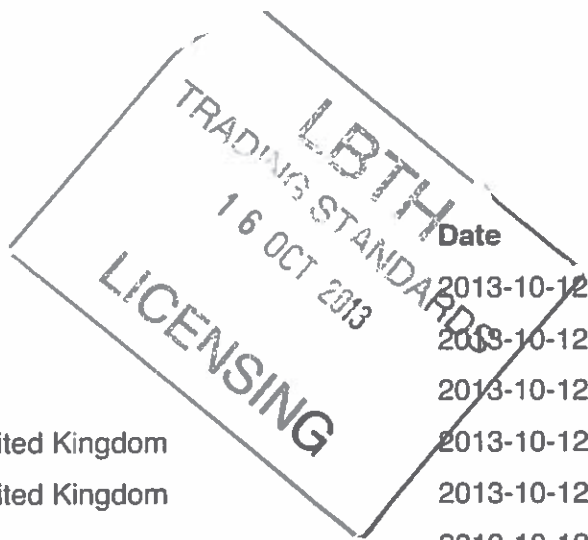 LBTH
TRADING STANDARDS
16 OCT 2013
LICENSING
Date
2013-10-12
2013-10-12
2013-10-12
ited Kingdom 2013-10-12
ited Kingdom 2013-10-12